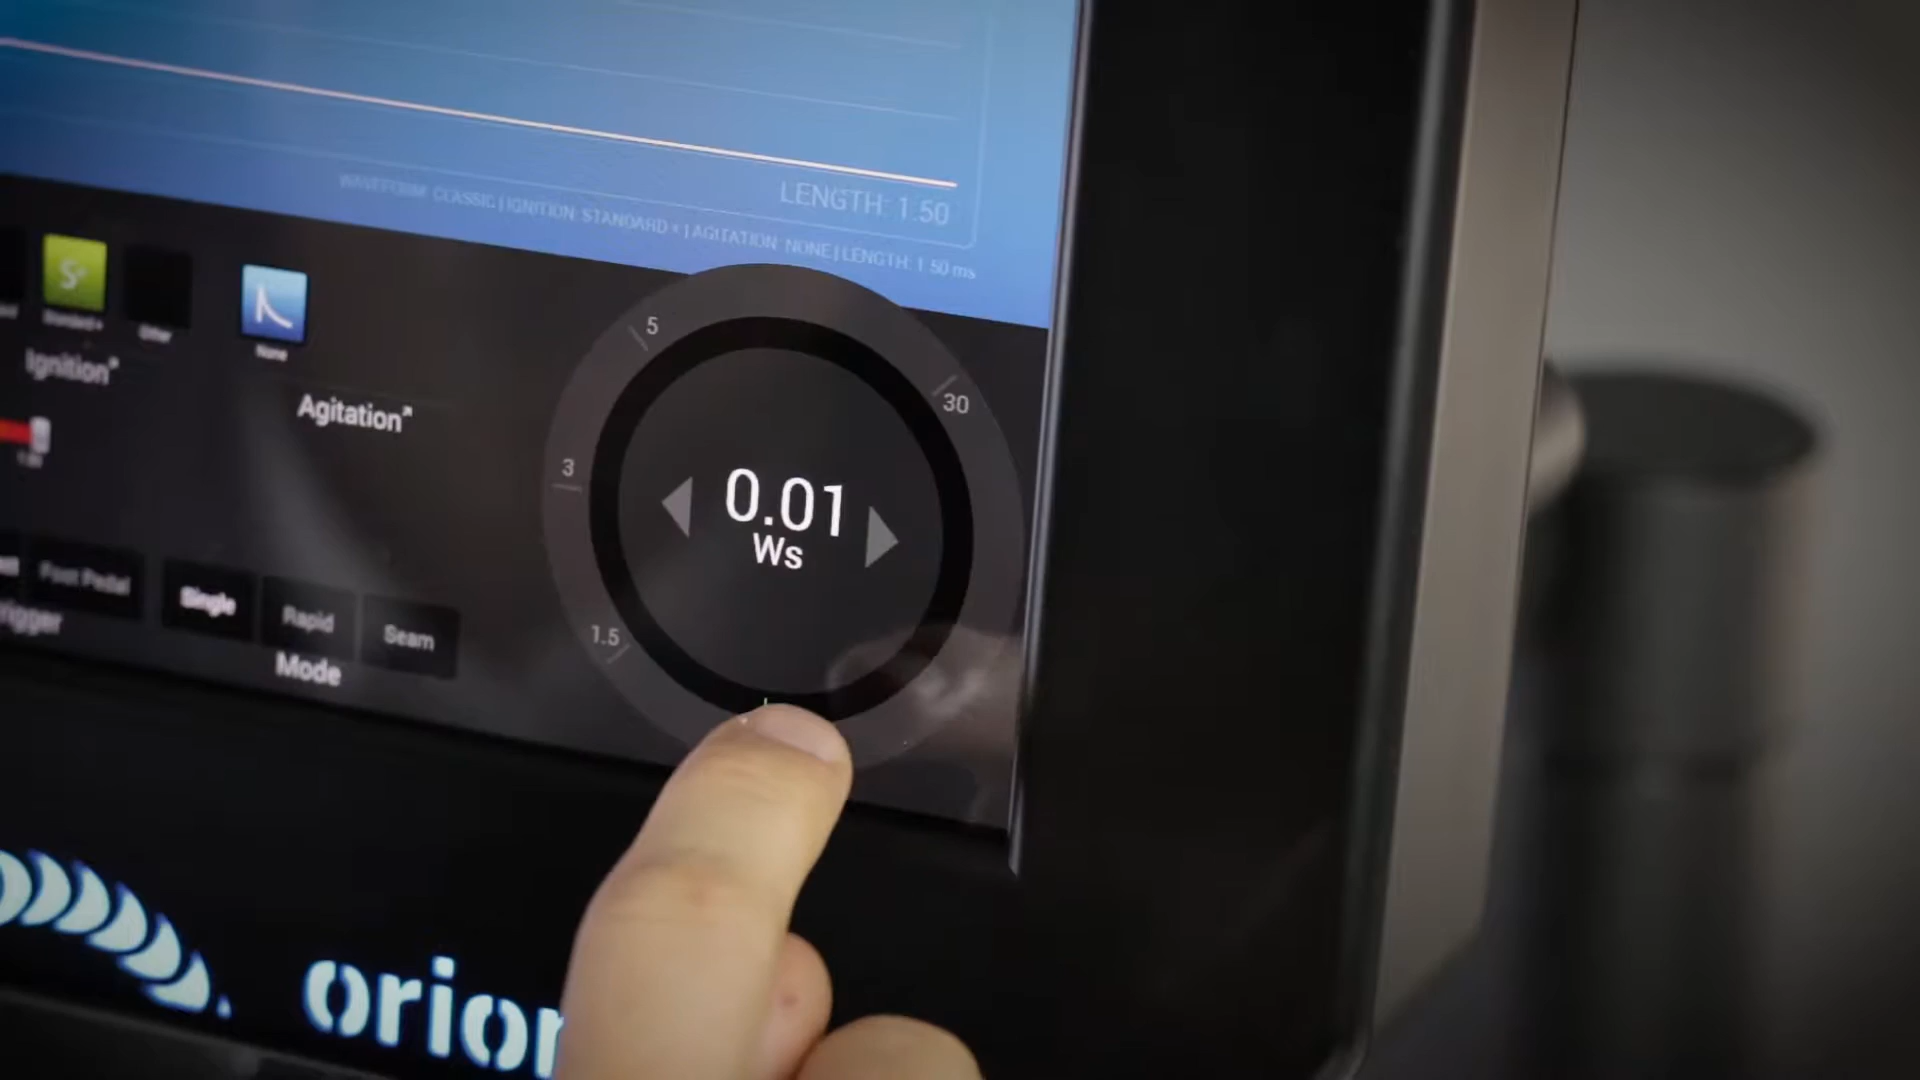 LENGTH: 1.50
WAVEFORM: CLASSIC | IGNITION: STANDARD + | AGITATION: NONE | LENGTH: 1.50 ms
S+
Standard +
Other
None
Ignition
Agitation
5
30
3
1.5
0.01
Ws
Foot Pedal
Single
Rapid
Seam
Mode
orion